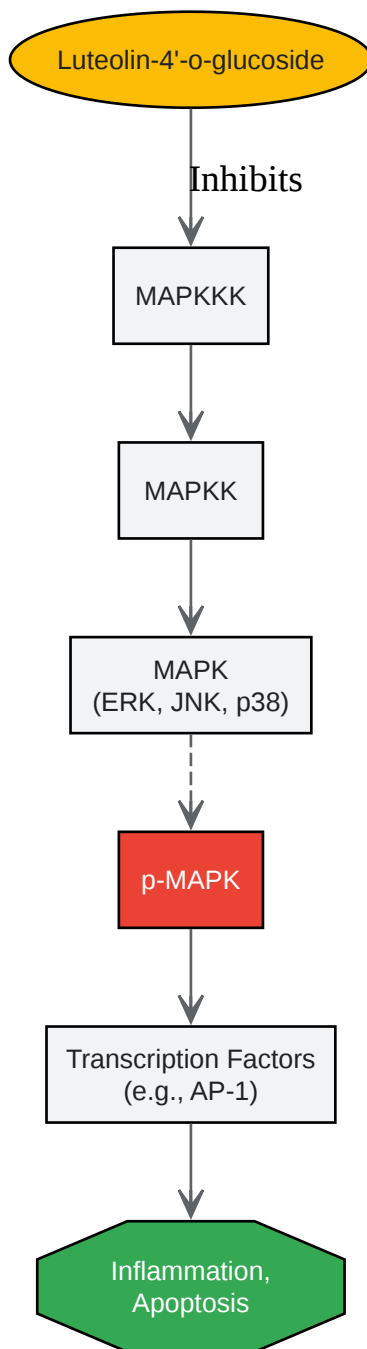 Luteolin-4'-o-glucoside
Inhibits
MAPKKK
MAPKK
MAPK
(ERK, JNK, p38)
p-MAPK
Transcription Factors
(e.g., AP-1)
Inflammation,
Apoptosis